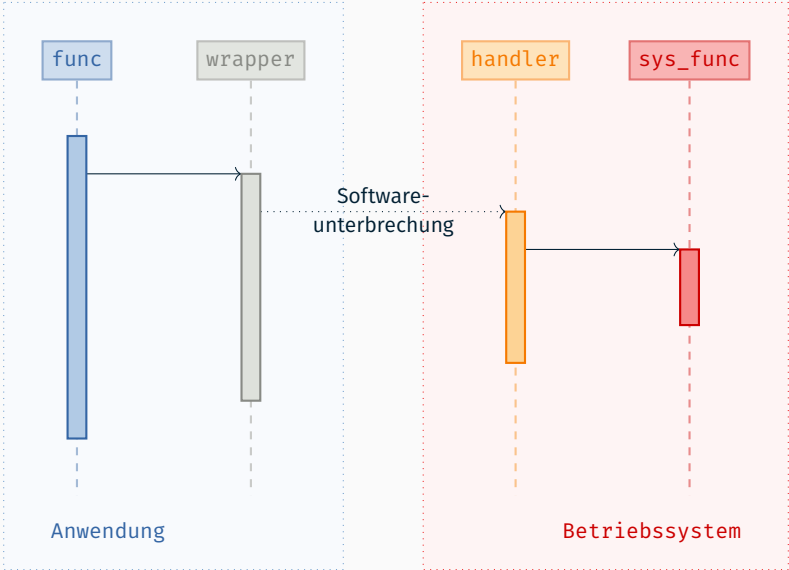 func
wrapper
handler
sys_func
Software-
unterbrechung
Anwendung
Betriebssystem